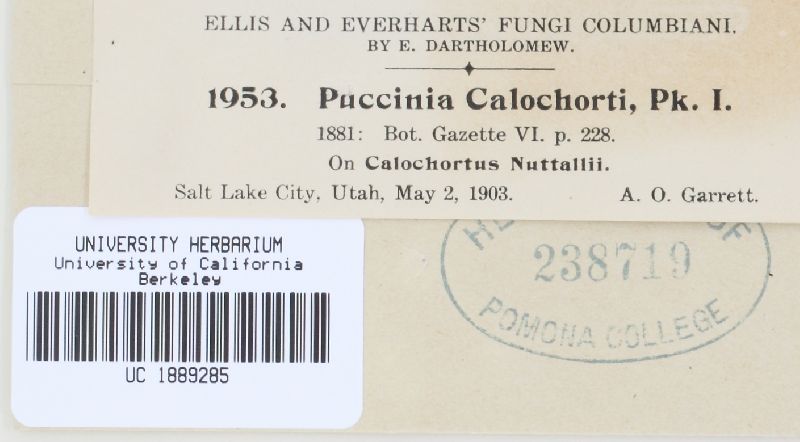 ELLIS AND EVERHARTS' FUNGI COLUMBIANI.
BY E. DARTHOLOMEW.
1953. Puccinia Calochorti, Pk. I.
1881: Bot. Gazette VI. p. 228.
On Calochortus Nuttallii.
Salt Lake City, Utah, May 2, 1903. A. O. Garrett.
OF
238719
POMONA COLLEGE
UNIVERSITY HERBARIUM
University of California
Berkeley
UC 1889285